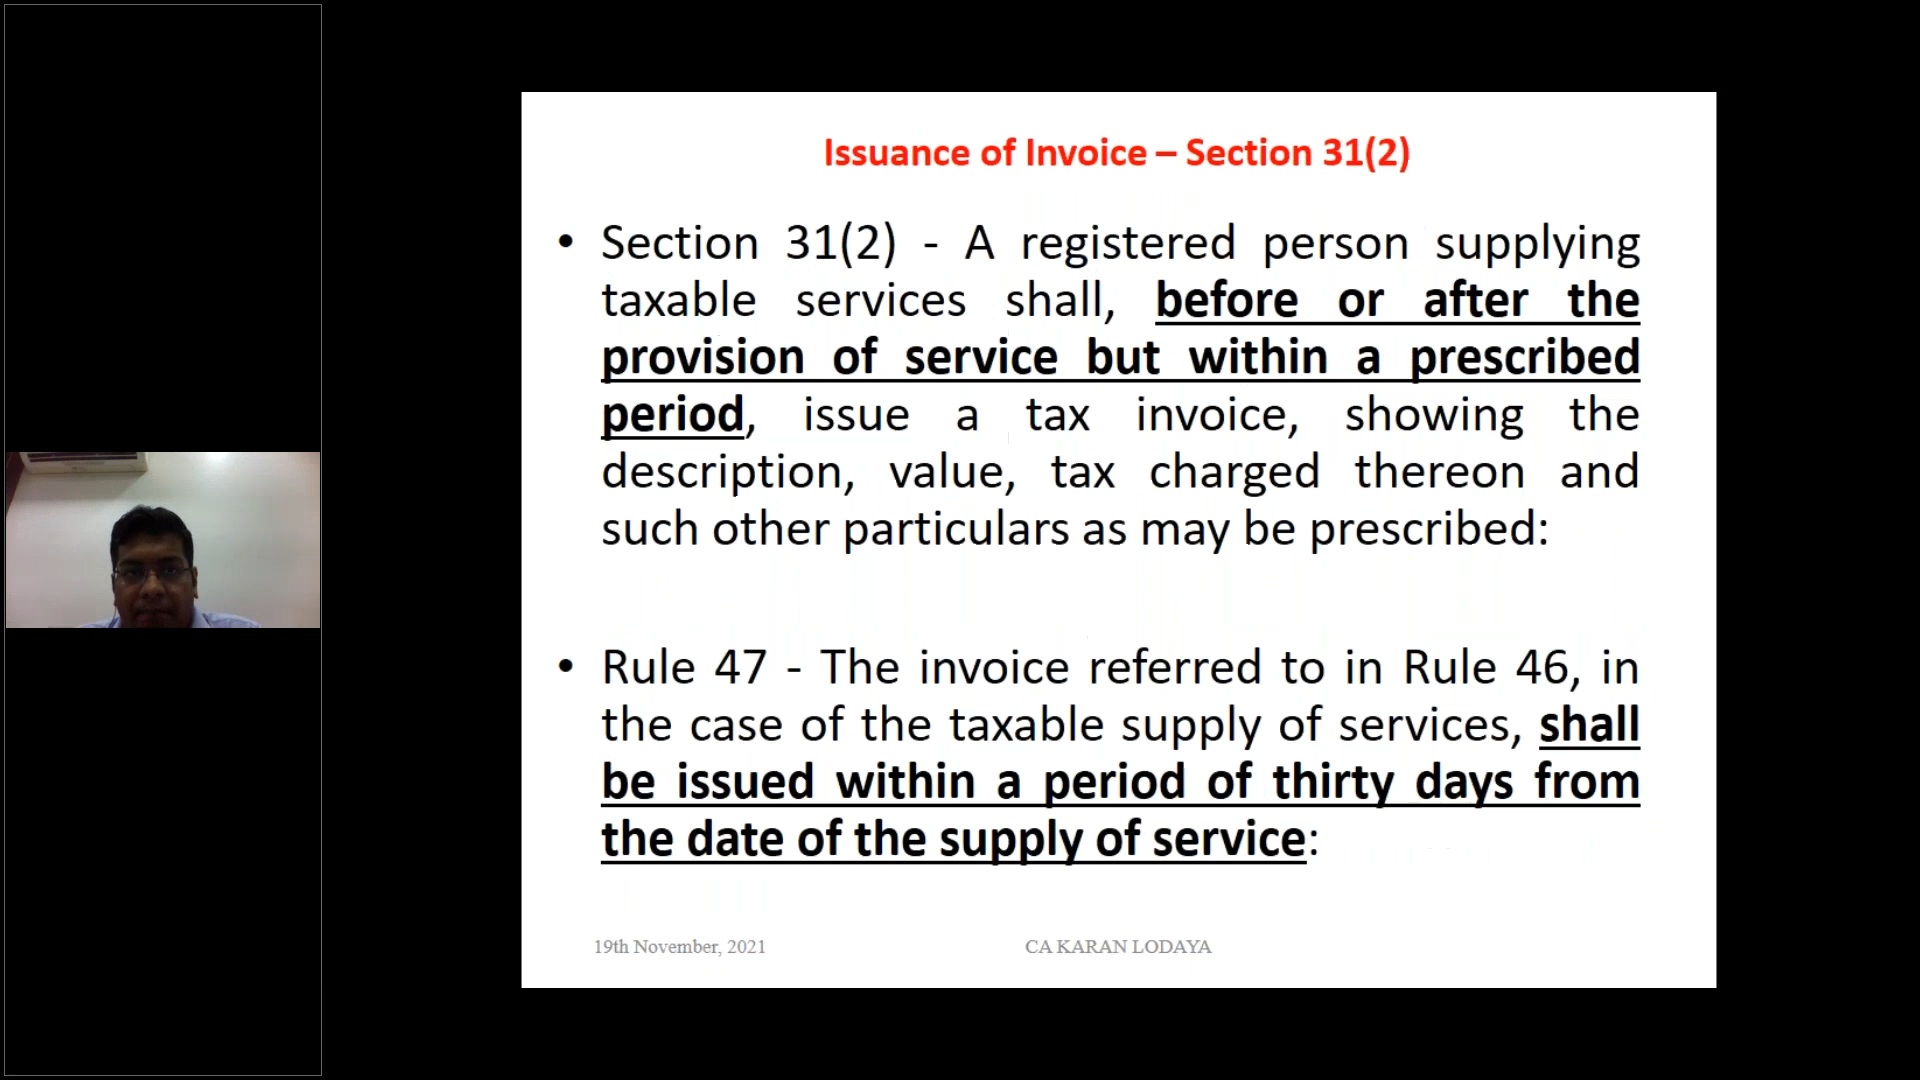 Issuance of Invoice – Section 31(2)
• Section 31(2) - A registered person supplying
taxable services shall, before or after the
provision of service but within a prescribed
period, issue a tax invoice, showing the
description, value, tax charged thereon and
such other particulars as may be prescribed:
• Rule 47 - The invoice referred to in Rule 46, in
the case of the taxable supply of services, shall
be issued within a period of thirty days from
the date of the supply of service:
19th November, 2021
CA KARAN LODAYA